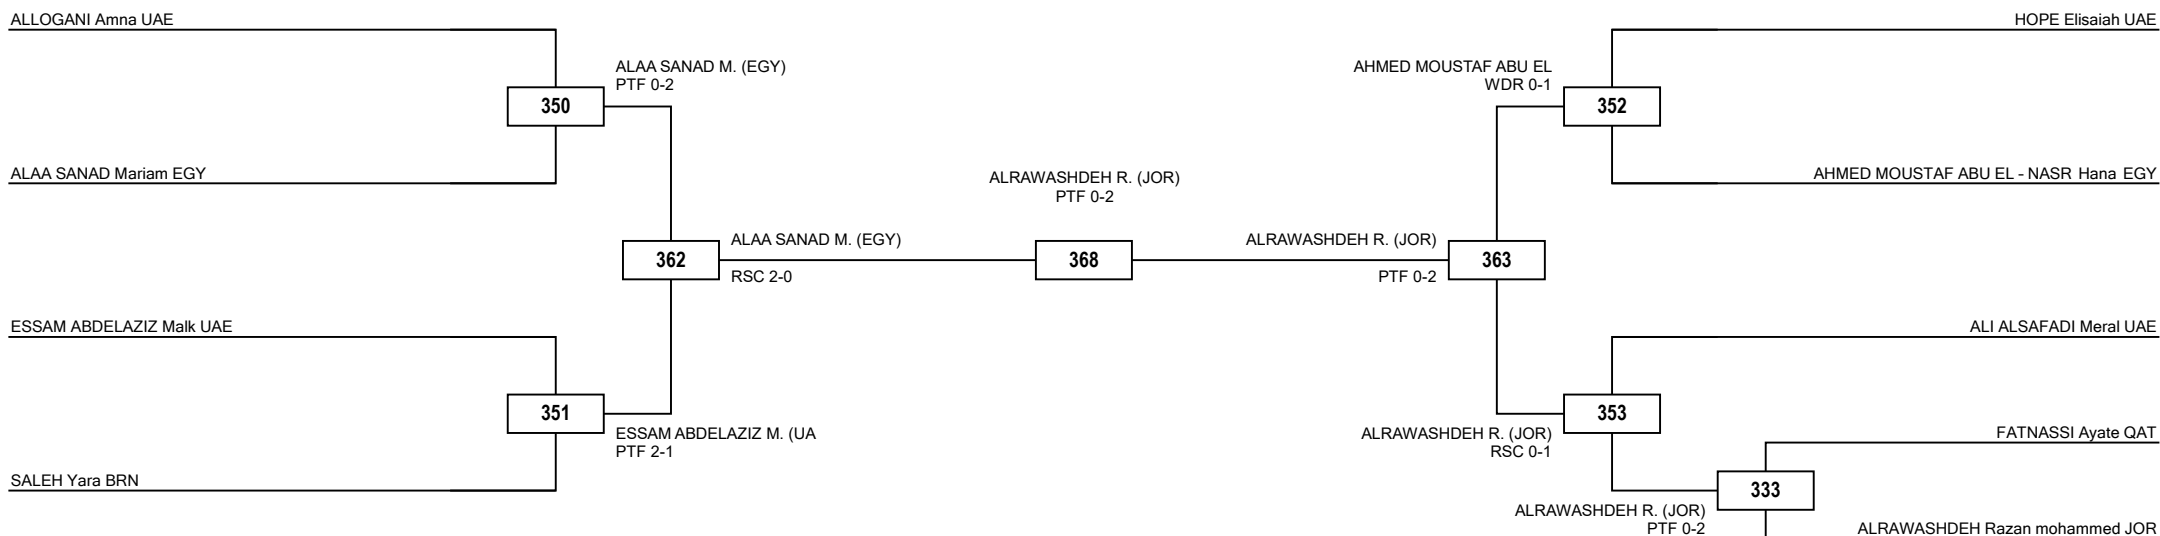 ALLOGANI Amna UAE
HOPE Elisaiah UAE
ALAA SANAD M. (EGY)
PTF 0-2
AHMED MOUSTAF ABU EL
WDR 0-1
350
352
ALAA SANAD Mariam EGY
ALRAWASHDEH R. (JOR)
PTF 0-2
AHMED MOUSTAF ABU EL - NASR Hana EGY
ALAA SANAD M. (EGY)
ALRAWASHDEH R. (JOR)
362
368
363
RSC 2-0
PTF 0-2
ESSAM ABDELAZIZ Malk UAE
ALI ALSAFADI Meral UAE
351
353
ESSAM ABDELAZIZ M. (UA
PTF 2-1
ALRAWASHDEH R. (JOR)
RSC 0-1
FATNASSI Ayate QAT
SALEH Yara BRN
333
ALRAWASHDEH R. (JOR)
PTF 0-2
ALRAWASHDEH Razan mohammed JOR